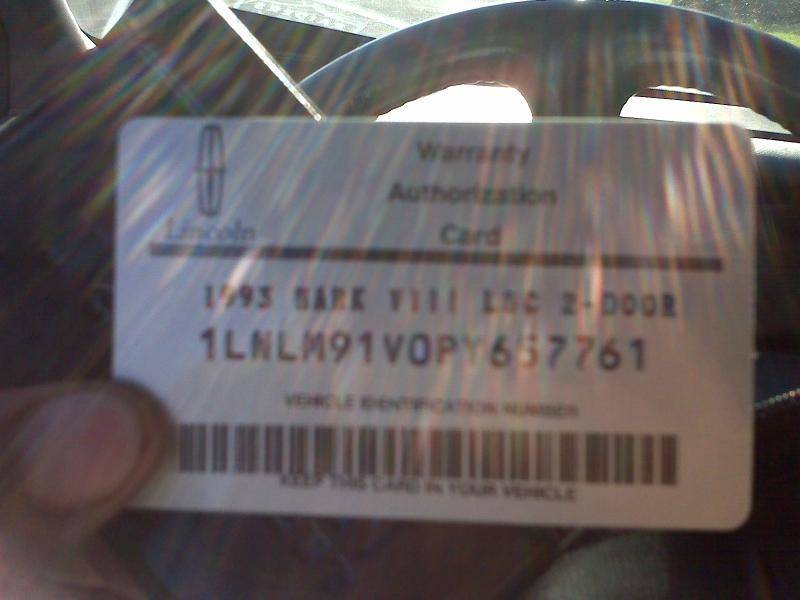 Lincoln
Warranty
Authorization
Card
1993 MARK VIII LSC 2-DOOR
1LNLM91V0PY657761
VEHICLE IDENTIFICATION NUMBER
KEEP THIS CARD IN YOUR VEHICLE